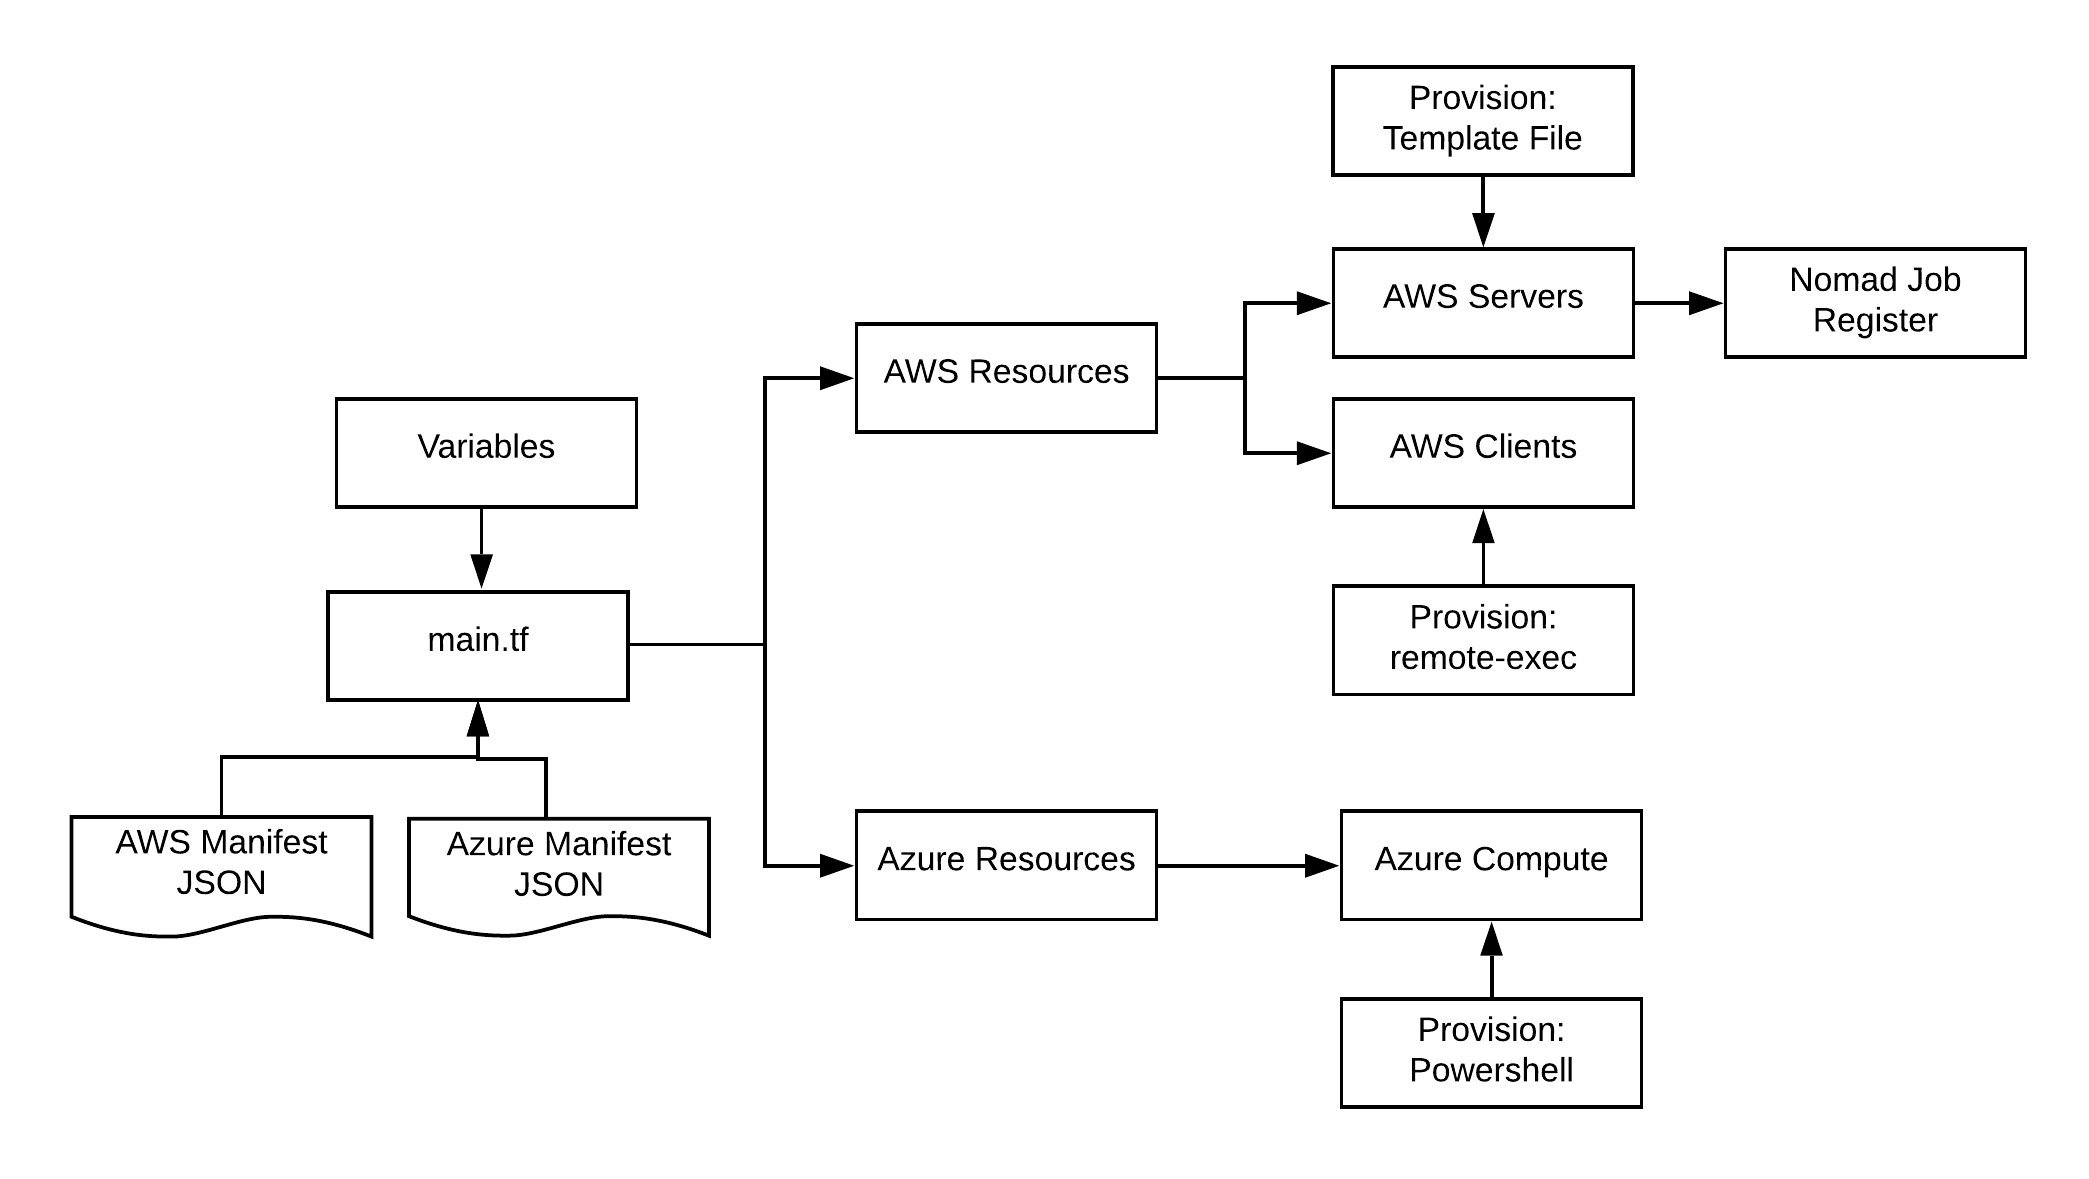 Provision:
Template File
AWS Servers
Nomad Job
Register
AWS Resources
Variables
AWS Clients
main.tf
Provision:
remote-exec
AWS Manifest
JSON
Azure Manifest
JSON
Azure Resources
Azure Compute
Provision:
Powershell